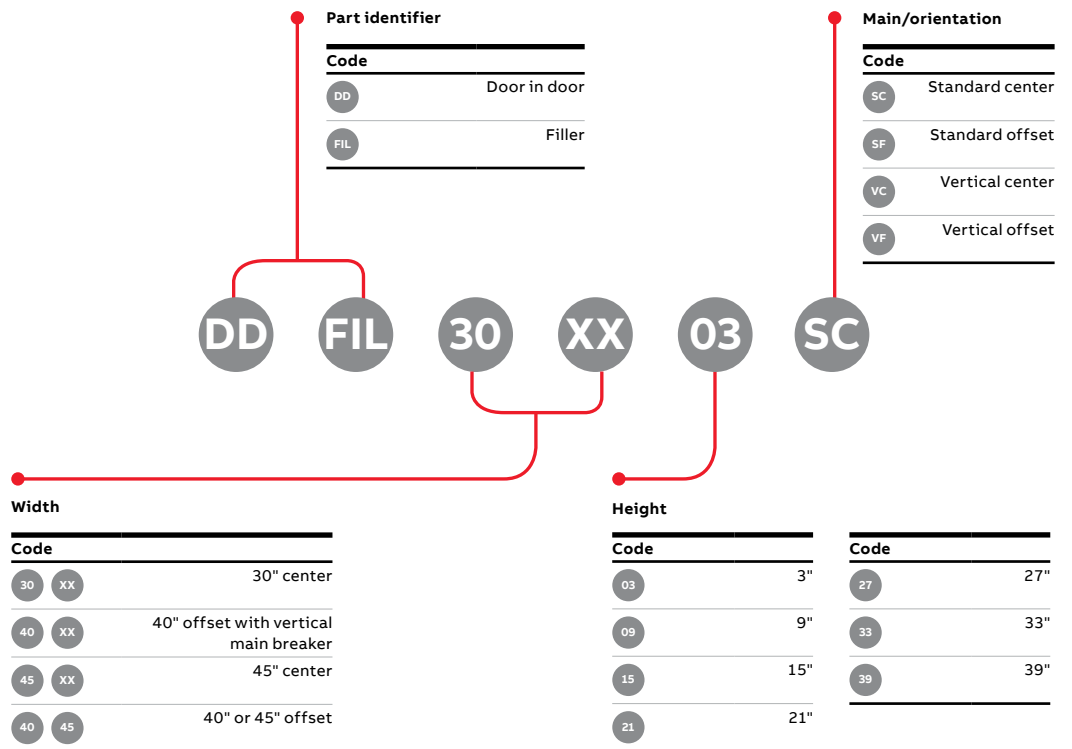 Part identifier
Code
DD Door in door
FIL Filler
Main/orientation
Code
SC Standard center
SF Standard offset
VC Vertical center
VF Vertical offset
DD FIL 30 XX 03 SC
Width
Code
30 XX 30" center
40 XX 40" offset with vertical
main breaker
45 XX 45" center
40 45 40" or 45" offset
Height
Code
03 3"
09 9"
15 15"
21 21"
Code
27 27"
33 33"
39 39"